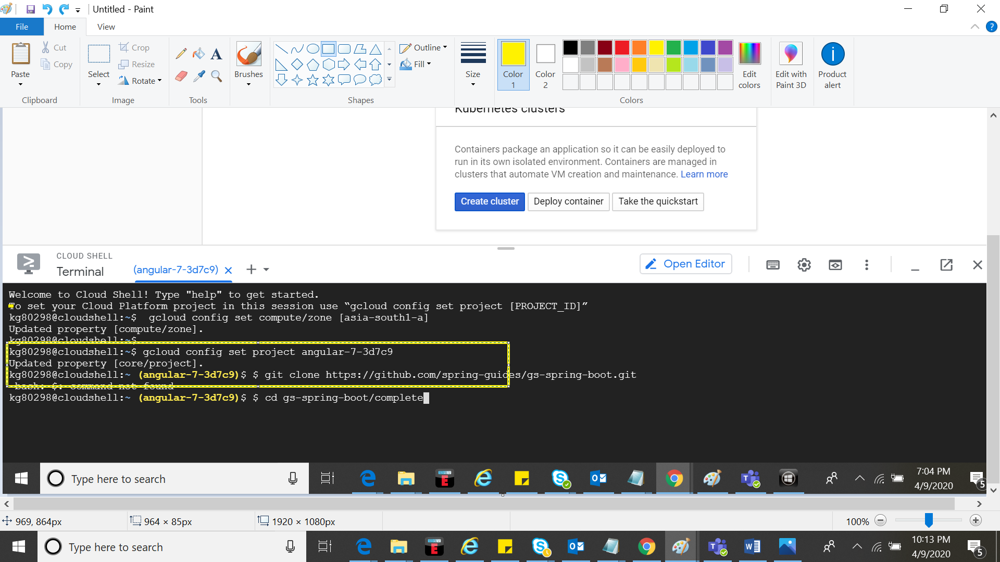 Untitled - Paint
File
Home
View
Paste
Cut
Copy
Clipboard
Select
Crop
Resize
Rotate
Image
A
Tools
Brushes
Shapes
Outline
Fill
Size
Color
1
Color
2
Colors
Edit
colors
Edit with
Paint 3D
Product
alert
Kubernetes clusters
Containers package an application so it can be easily deployed to
run in its own isolated environment. Containers are managed in
clusters that automate VM creation and maintenance. Learn more
Create cluster
Deploy container
Take the quickstart
CLOUD SHELL
Terminal
(angular-7-3d7c9)
Open Editor
Welcome to Cloud Shell! Type "help" to get started.
To set your Cloud Platform project in this session use “gcloud config set project [PROJECT_ID]”
kg80298@cloudshell:~$  gcloud config set compute/zone [asia-south1-a]
Updated property [compute/zone].
kg80298@cloudshell:~$
kg80298@cloudshell:~$ gcloud config set project angular-7-3d7c9
Updated property [core/project].
kg80298@cloudshell:~ (angular-7-3d7c9)$ $ git clone https://github.com/spring-guides/gs-spring-boot.git
-bash: $: command not found
kg80298@cloudshell:~ (angular-7-3d7c9)$ $ cd gs-spring-boot/complete
Type here to search
7:04 PM
4/9/2020
5
969, 864px
964 × 85px
1920 × 1080px
100%
Type here to search
10:13 PM
4/9/2020
5